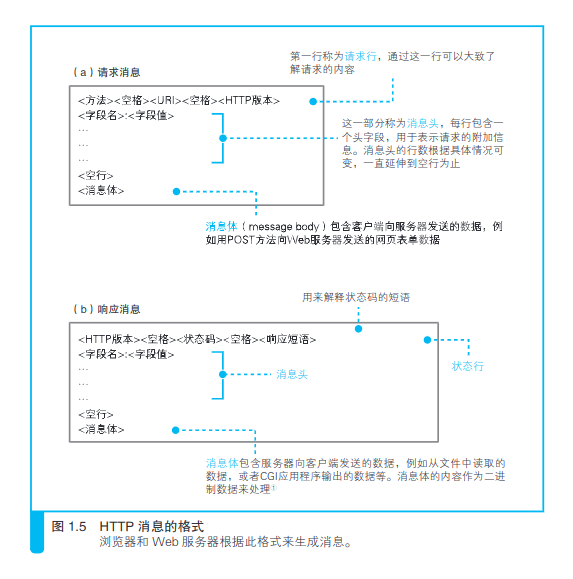 第一行称为请求行，通过这一行可以大致了
解请求的内容
（a）请求消息
<方法><空格><URI><空格><HTTP版本>
<字段名>:<字段值>
…
…
…
<空行>
<消息体>
这一部分称为消息头，每行包含一
个头字段，用于表示请求的附加信
息。消息头的行数根据具体情况可
变，一直延伸到空行为止
消息体（message body）包含客户端向服务器发送的数据，例
如用POST方法向Web服务器发送的网页表单数据
用来解释状态码的短语
（b）响应消息
<HTTP版本><空格><状态码><空格><响应短语>
<字段名>:<字段值>
…
…
…
<空行>
<消息体>
消息头
状态行
消息体包含服务器向客户端发送的数据，例如从文件中读取的
数据，或者CGI应用程序输出的数据等。消息体的内容作为二进
制数据来处理①
图 1.5 HTTP 消息的格式
浏览器和 Web 服务器根据此格式来生成消息。